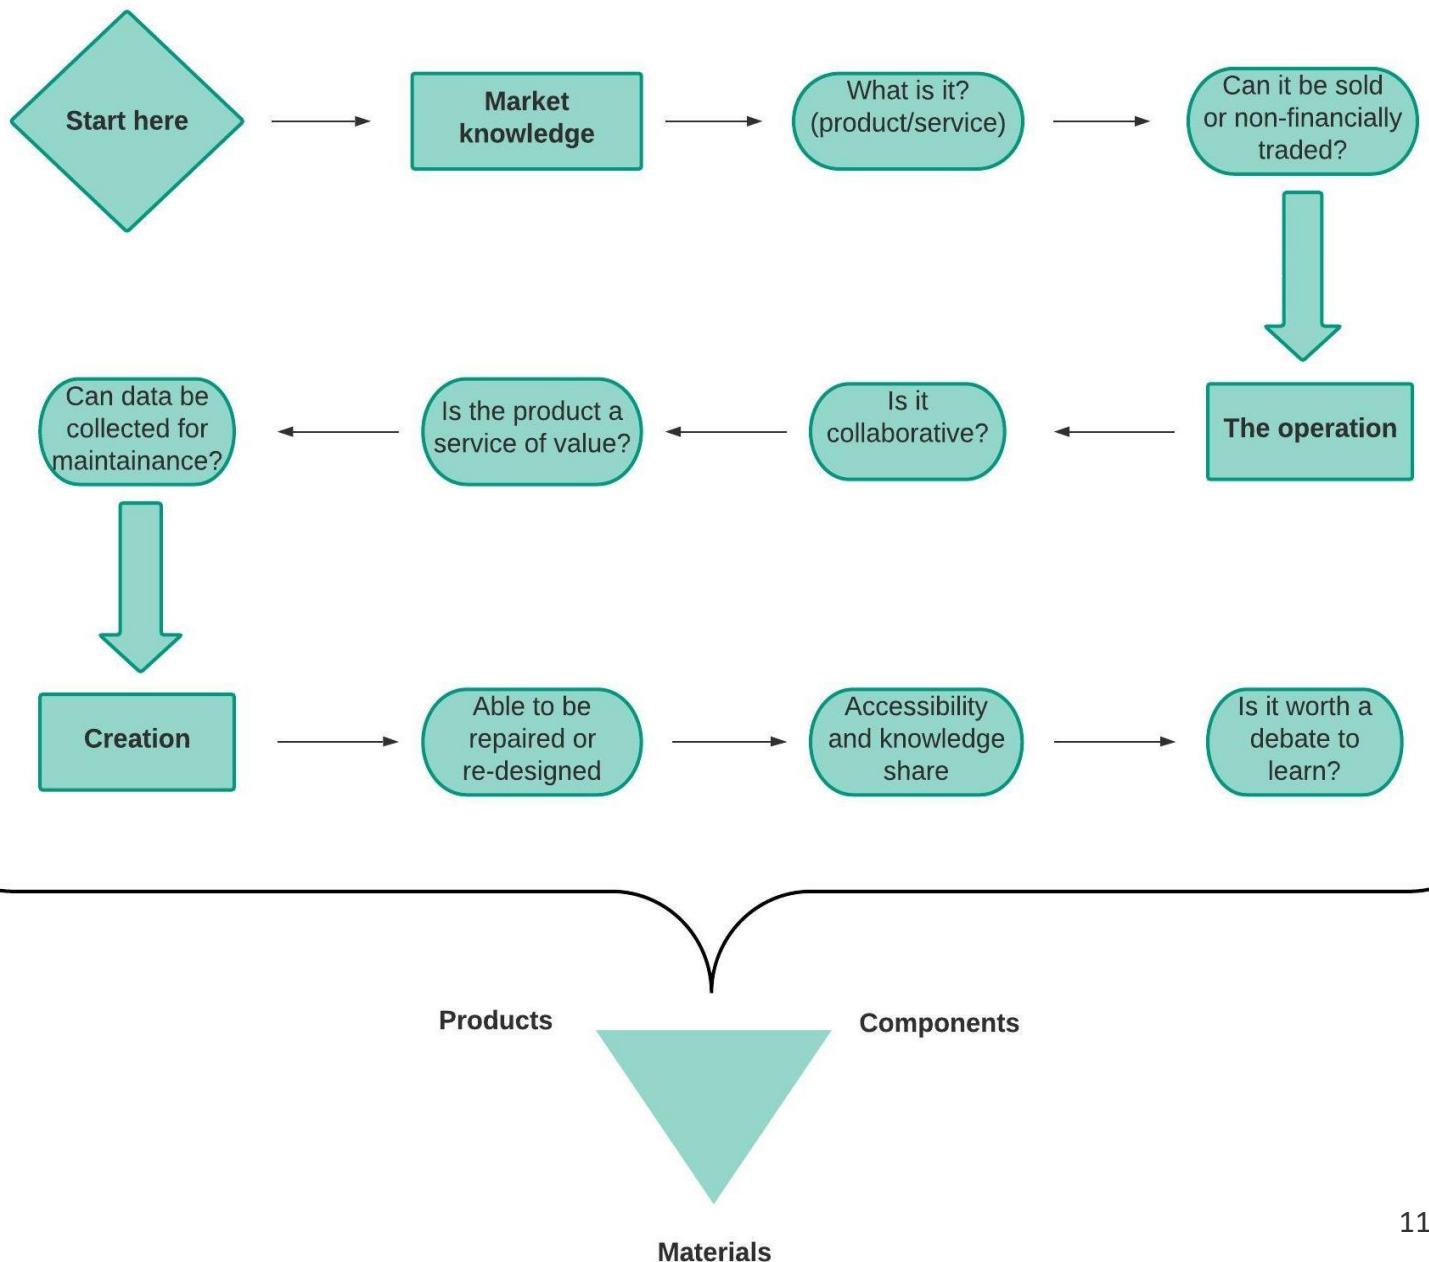 Start here
Market
knowledge
What is it?
(product/service)
Can it be sold
or non-financially
traded?
The operation
Is it
collaborative?
Is the product a
service of value?
Can data be
collected for
maintainance?
Creation
Able to be
repaired or
re-designed
Accessibility
and knowledge
share
Is it worth a
debate to
learn?
Products
Components
Materials
11